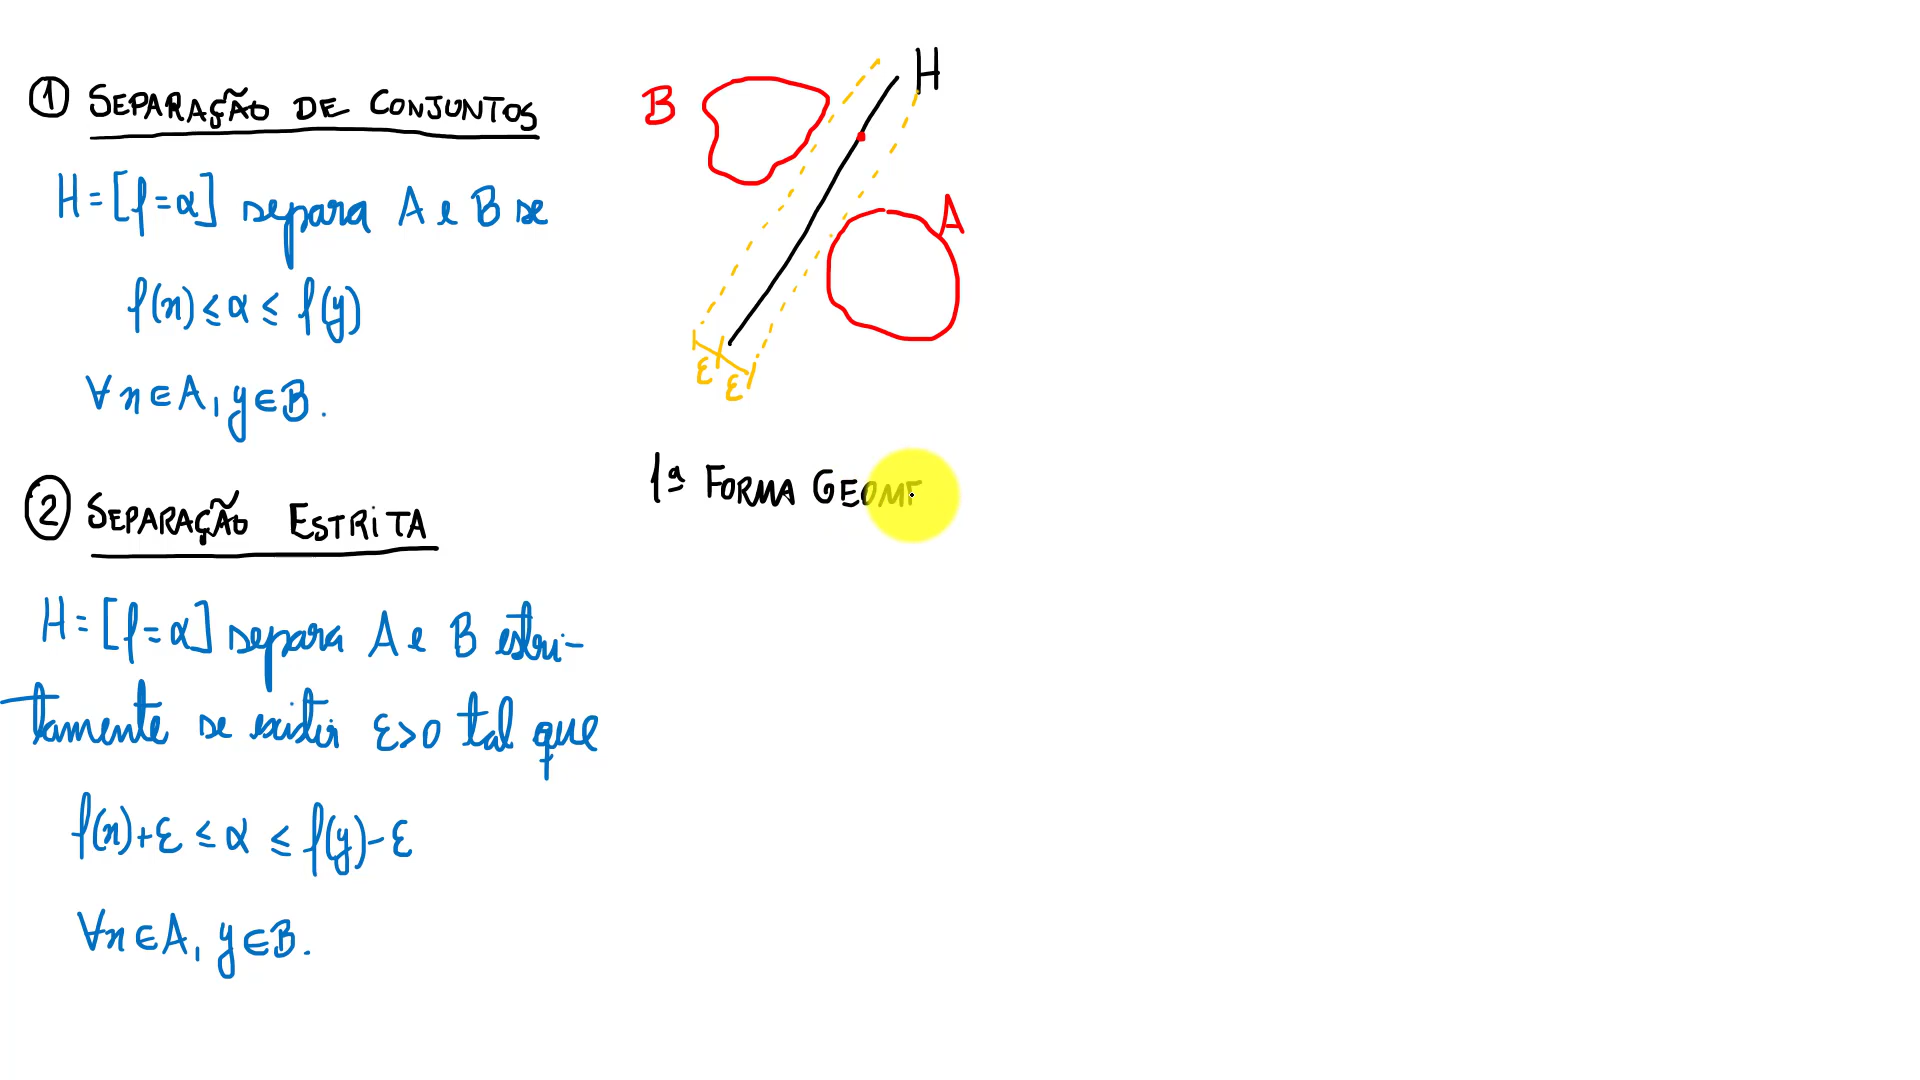 ① SEPARAÇÃO DE CONJUNTOS
H = [f = α] separa A e B se
f(x) ≤ α ≤ f(y)
∀ x ∈ A, y ∈ B.
② SEPARAÇÃO ESTRITA
H = [f = α] separa A e B estri-
tamente se existir ε > 0 tal que
f(x) + ε ≤ α ≤ f(y) - ε
∀ x ∈ A, y ∈ B.
H
B
A
ε
ε
1ª FORMA GEOME